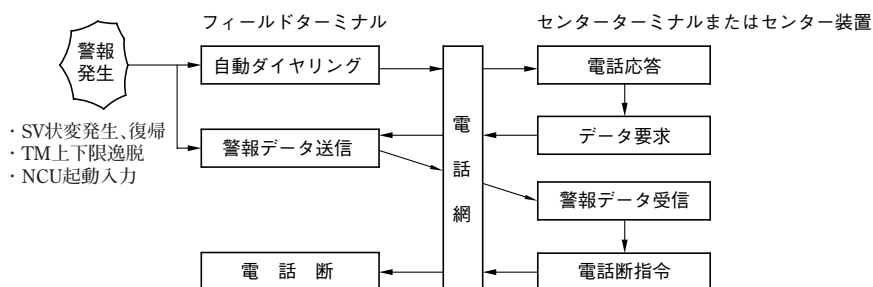 フィールドターミナル
センターターミナルまたはセンター装置
警報
発生
自動ダイヤリング
電話応答
・SV状変発生、復帰
・TM上下限逸脱
・NCU起動入力
警報データ送信
電話網
データ要求
警報データ受信
電話断
電話断指令